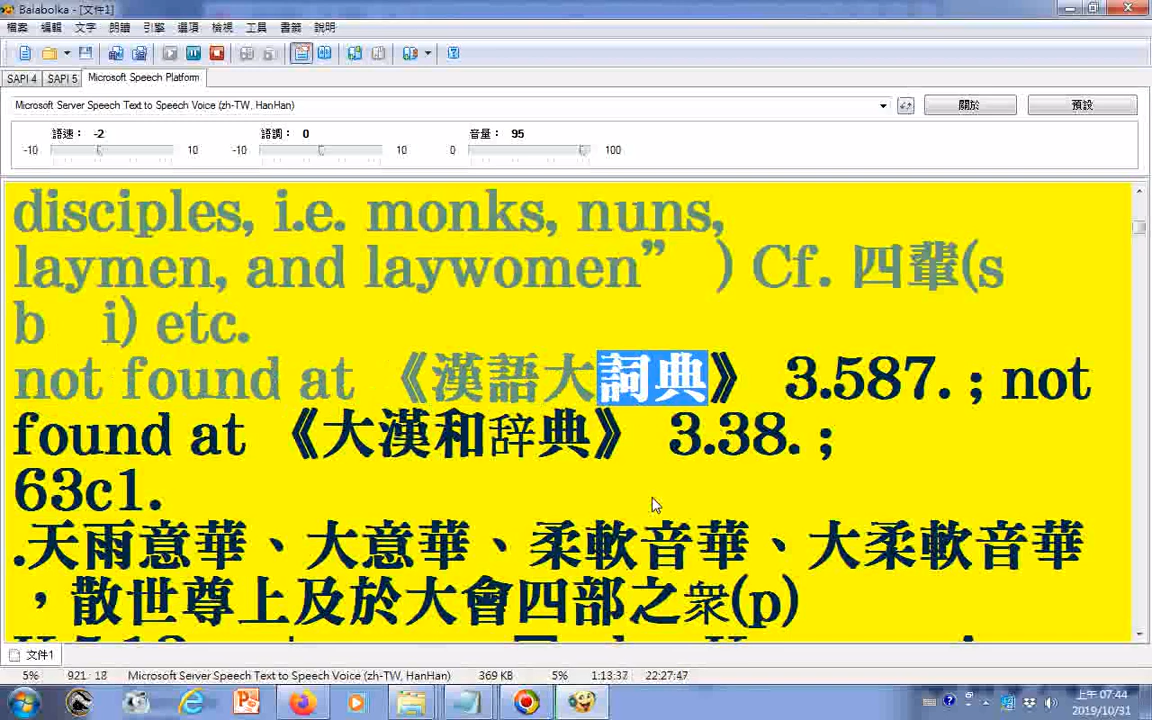 Balabolka - [文件1]
檔案 編輯 文字 朗讀 引擎 選項 檢視 工具 書籤 說明
SAPI 4 SAPI 5 Microsoft Speech Platform
Microsoft Server Speech Text to Speech Voice (zh-TW, HanHan) 關於 預設
語速： -2 語調： 0 音量： 95
-10 10 -10 10 0 100
disciples, i.e. monks, nuns,
laymen, and laywomen” ) Cf. 四輩(s
b i) etc.
not found at 《漢語大詞典》 3.587. ; not
found at 《大漢和辞典》 3.38. ;
63c1.
.天雨意華、大意華、柔軟音華、大柔軟音華
，散世尊上及於大會四部之衆(p)
文件1
5% 921: 18 Microsoft Server Speech Text to Speech Voice (zh-TW, HanHan) 369 KB 5% 1:13:37 22:27:47
上午 07:44
2019/10/31